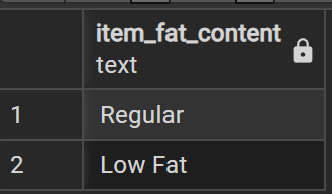 item_fat_content
text
1 Regular
2 Low Fat